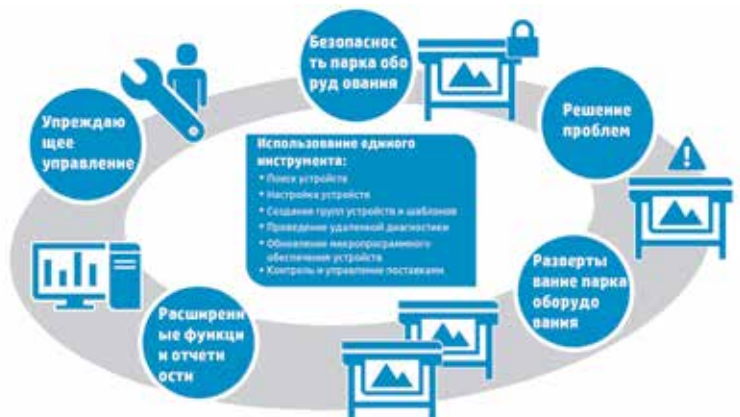 Безопаснос
ть парка обо
руд ования
Решение
проблем
Упреждаю
щее
управление
Использование единого
инструмента:
• Поиск устройств
• Настройка устройств
• Создание групп устройств и шаблонов
• Проведение удаленной диагностики
• Обновление микропрограммного
обеспечения устройств
• Контроль и управление поставками
Разверты
вание парка
оборудо
вания
Расширенн
ые функци
и отчетн
ости